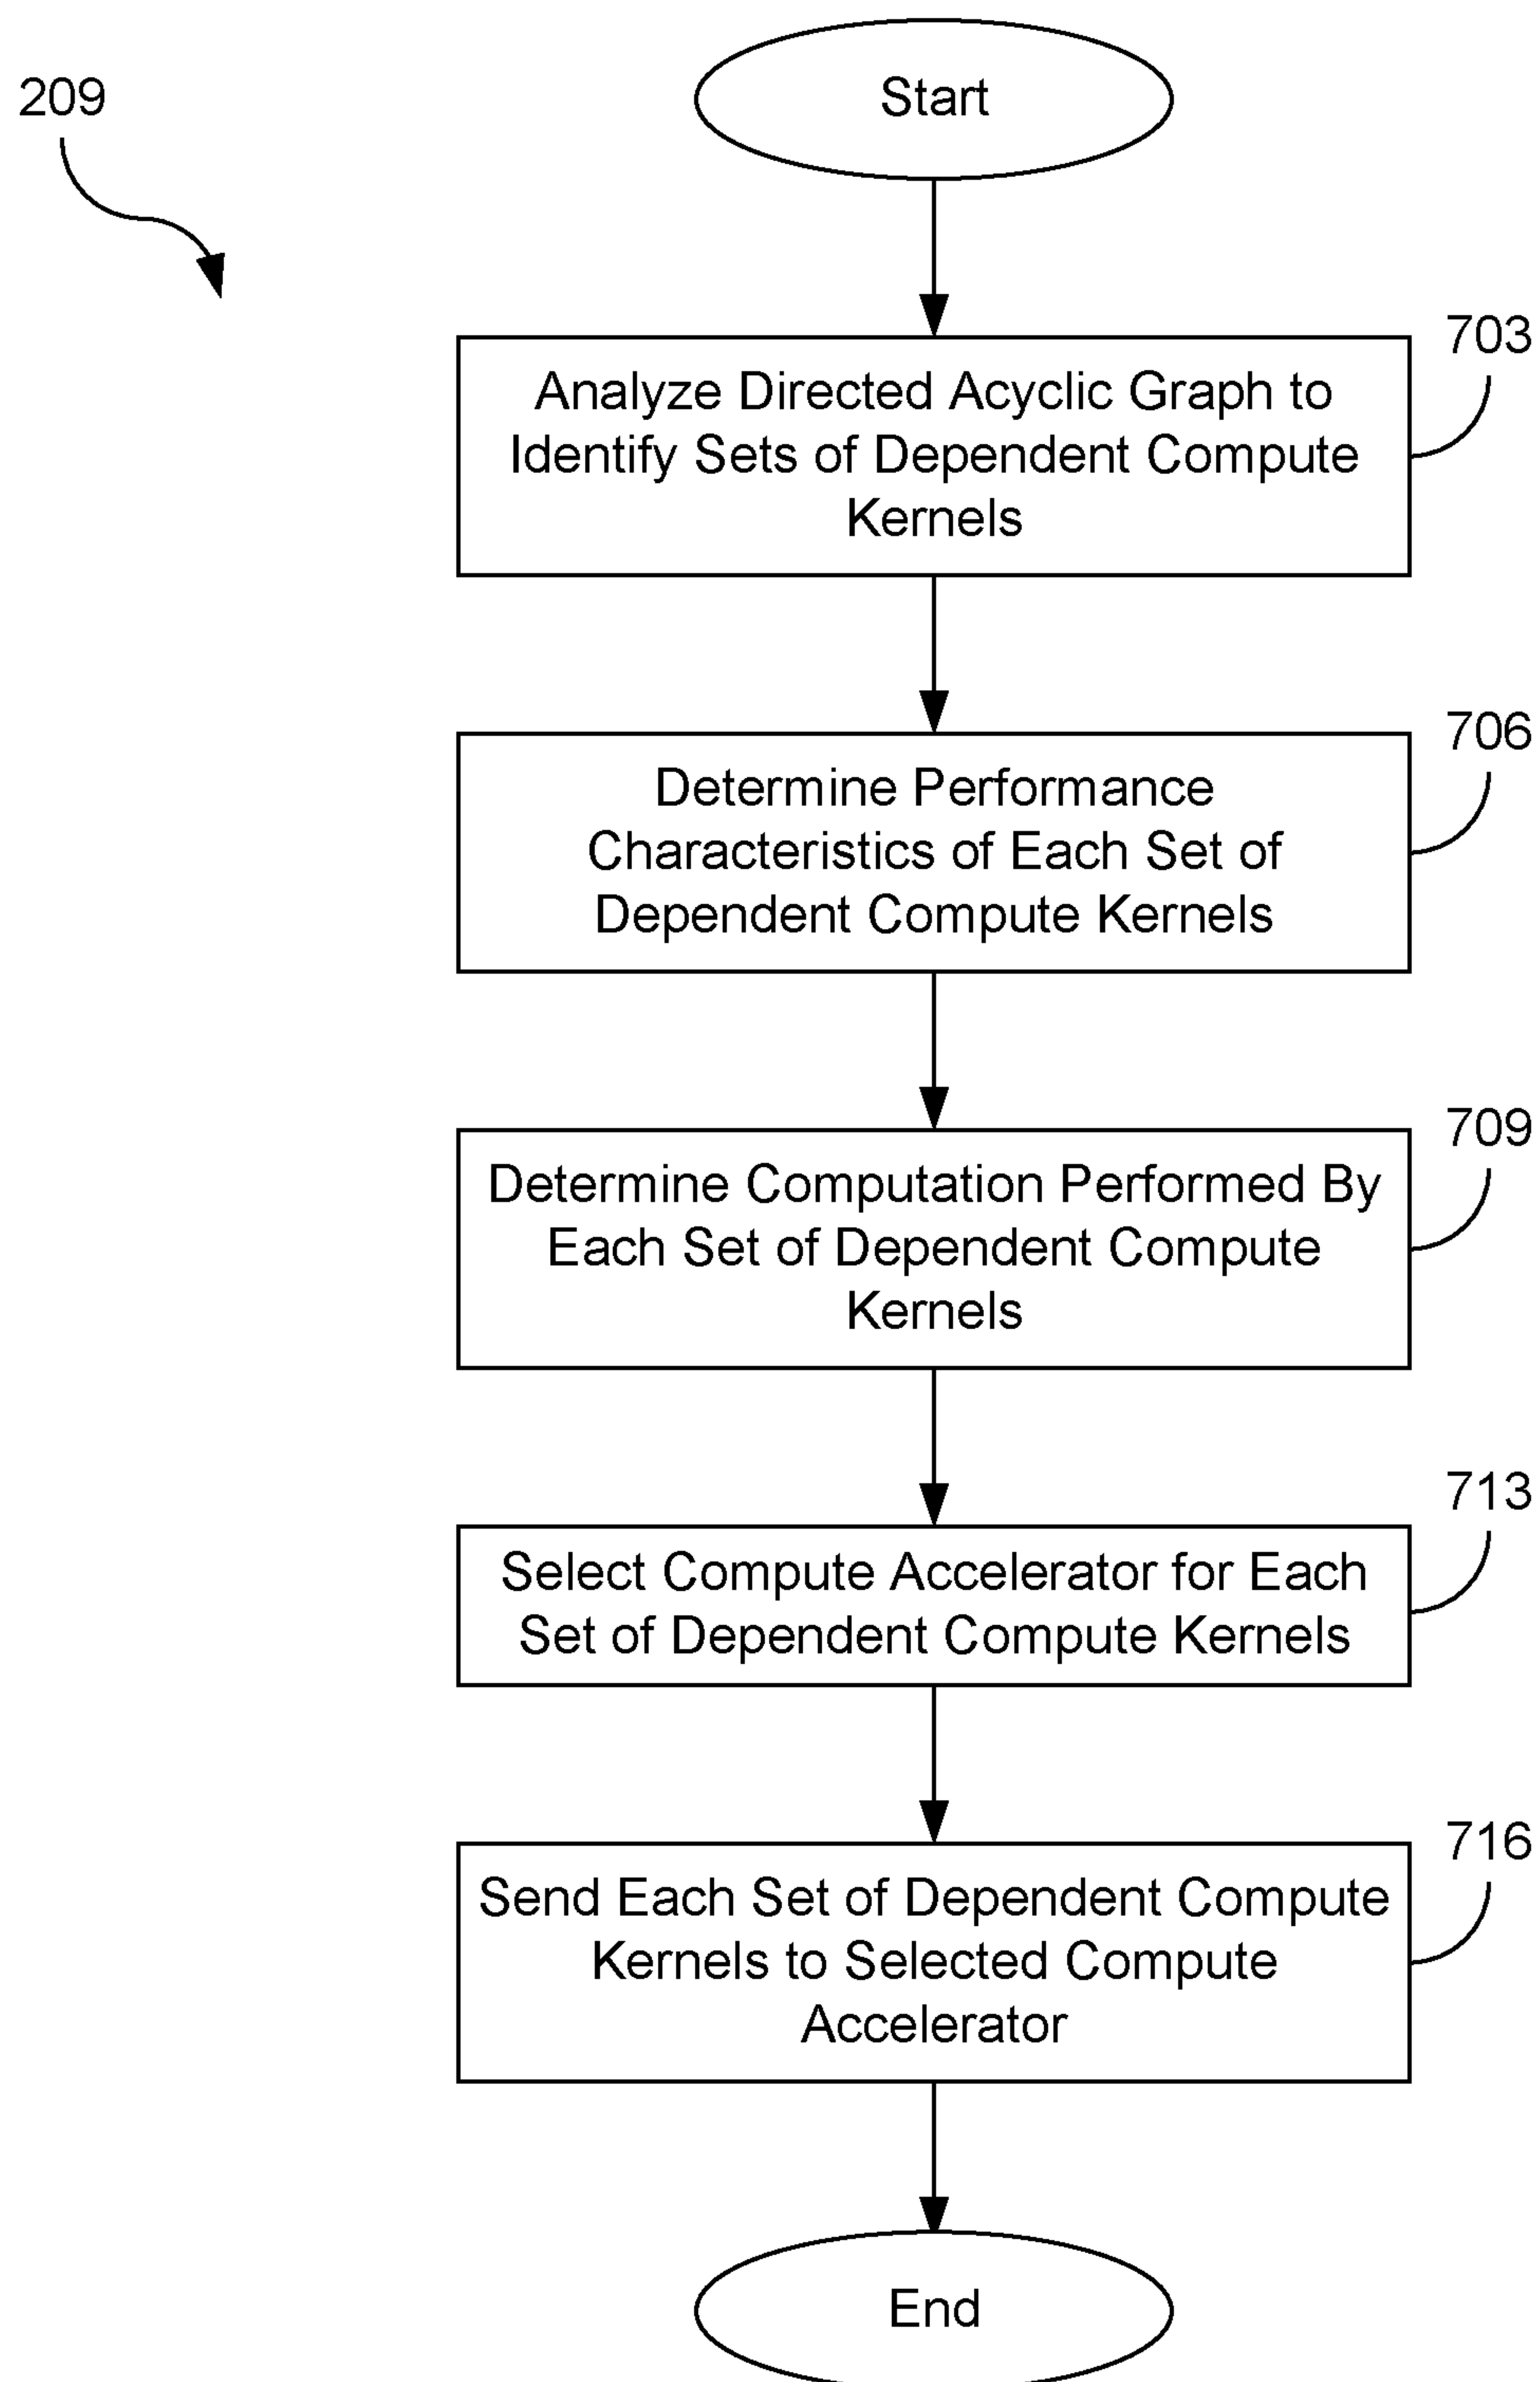 209
Start
703
Analyze Directed Acyclic Graph to
Identify Sets of Dependent Compute
Kernels
706
Determine Performance
Characteristics of Each Set of
Dependent Compute Kernels
709
Determine Computation Performed By
Each Set of Dependent Compute
Kernels
713
Select Compute Accelerator for Each
Set of Dependent Compute Kernels
716
Send Each Set of Dependent Compute
Kernels to Selected Compute
Accelerator
End